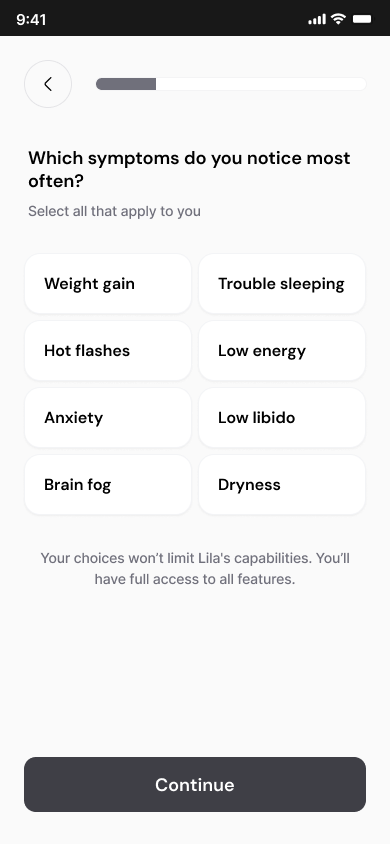 9:41
Which symptoms do you notice most
often?
Select all that apply to you
Weight gain
Trouble sleeping
Hot flashes
Low energy
Anxiety
Low libido
Brain fog
Dryness
Your choices won’t limit Lila's capabilities. You’ll
have full access to all features.
Continue